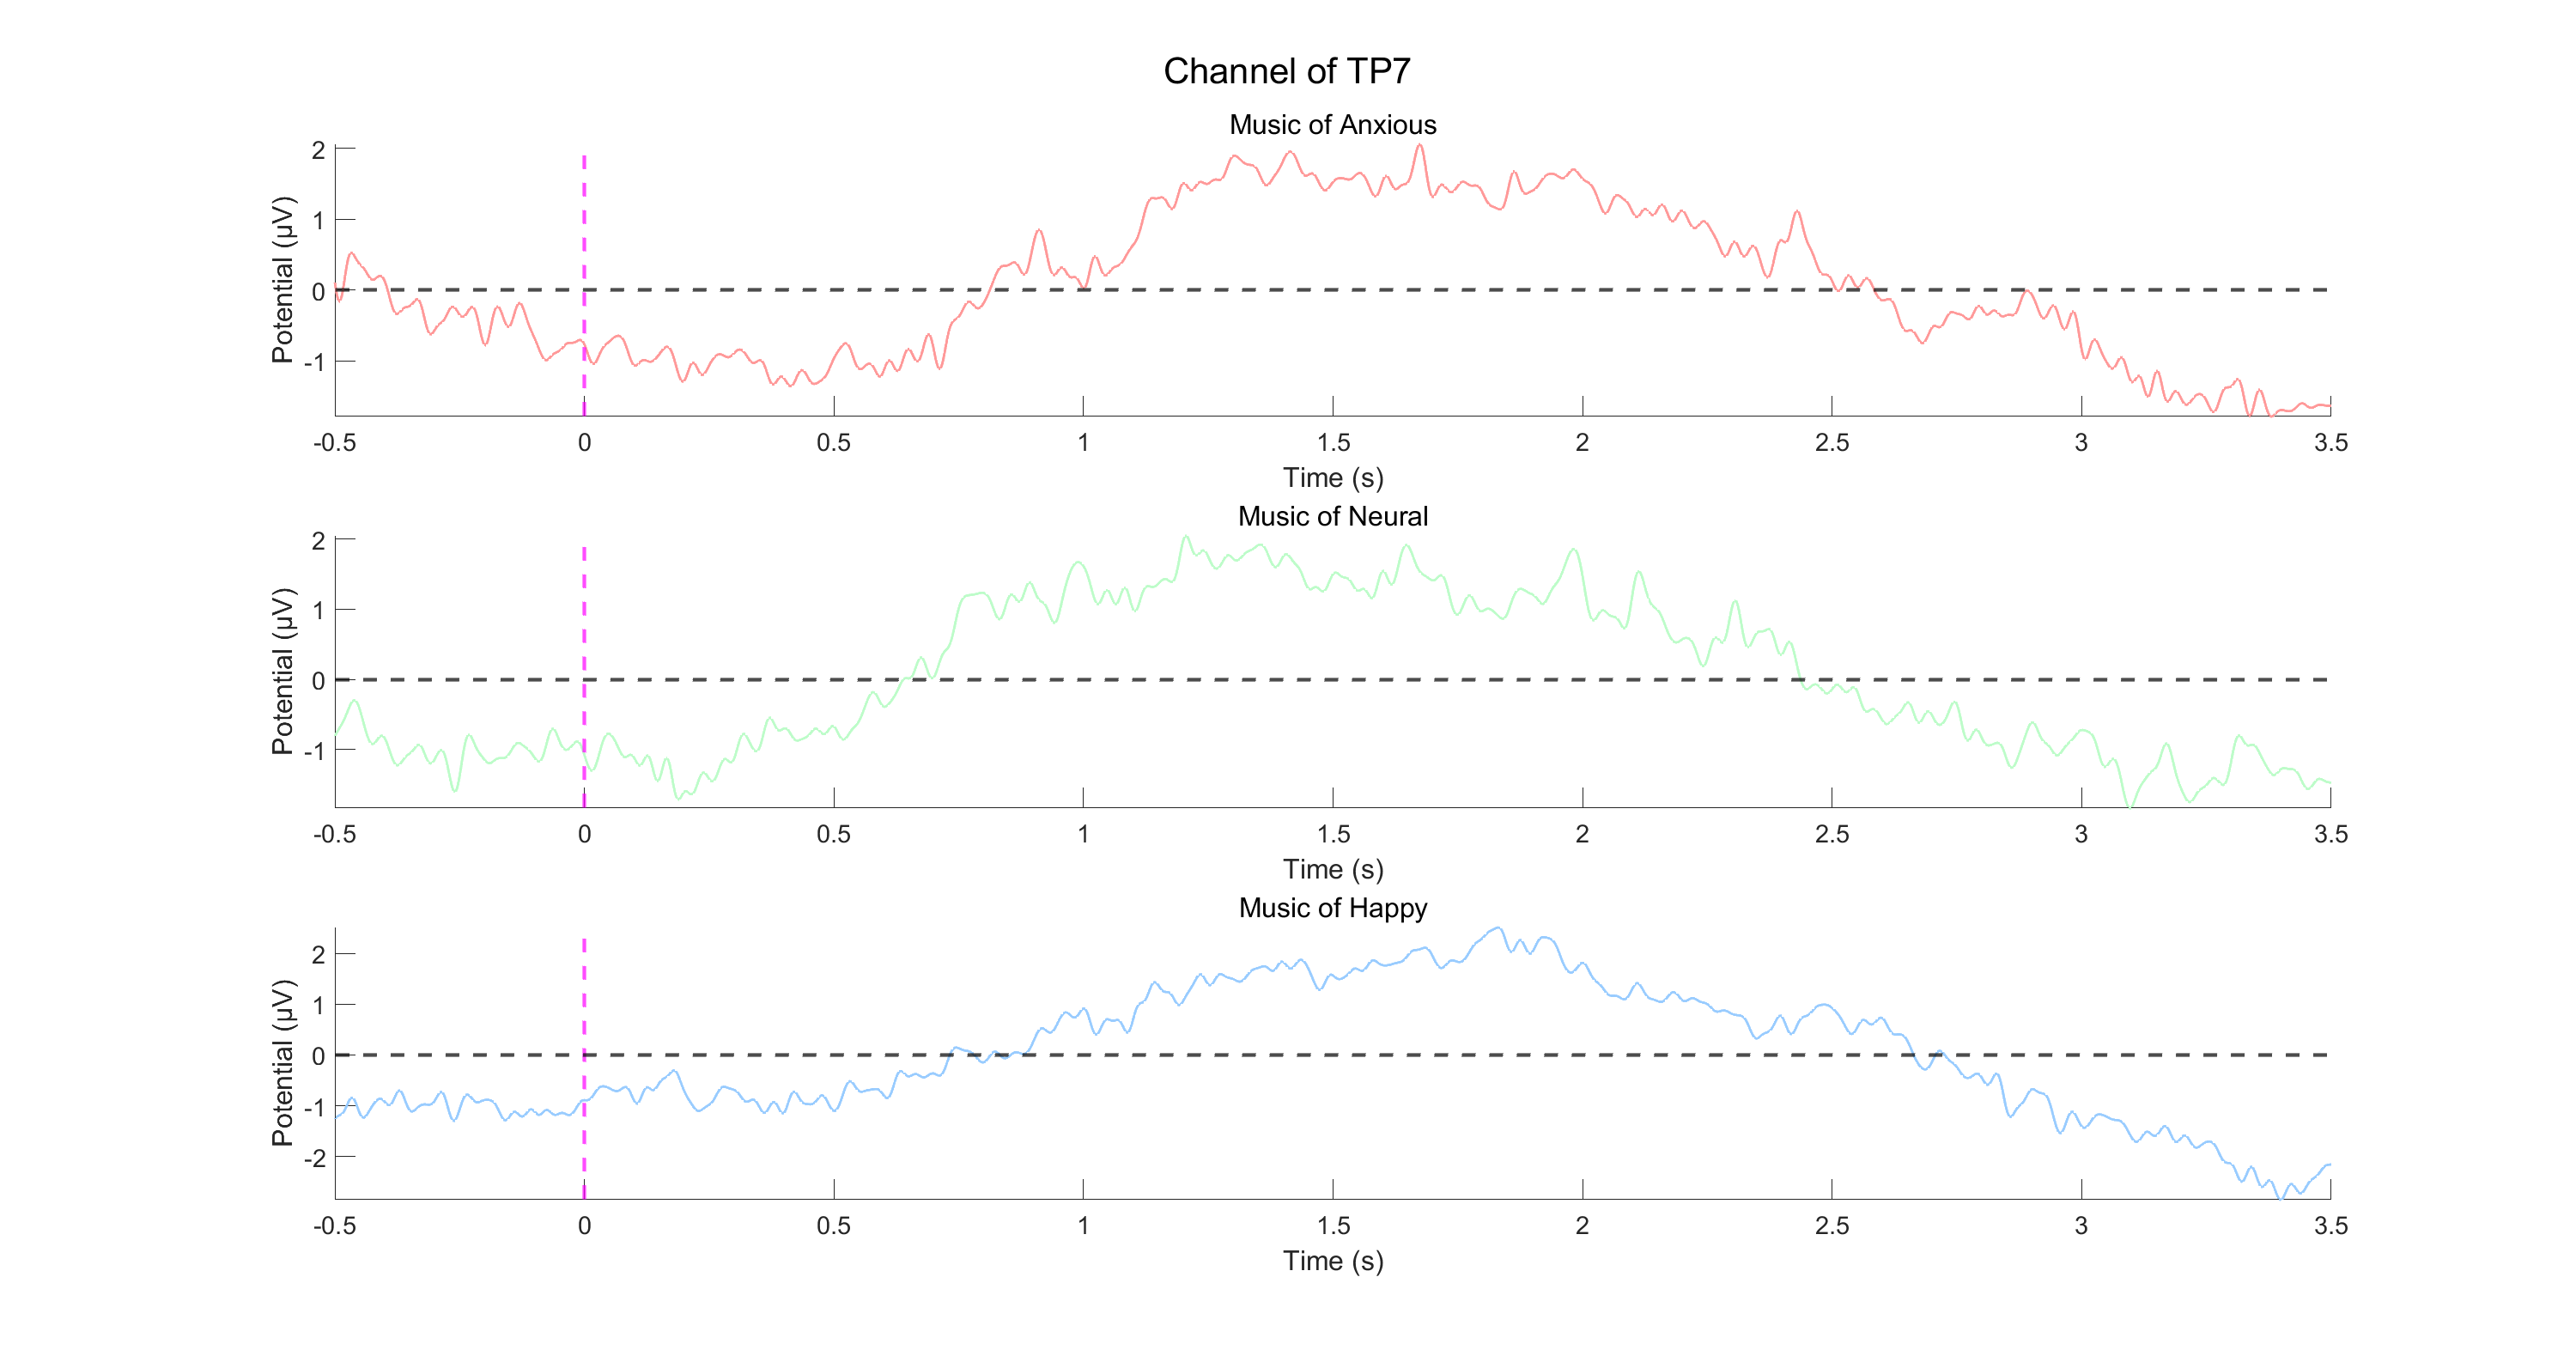 Channel of TP7
Music of Anxious
Potential (µV)
2
1
0
-1
-0.5 0 0.5 1 1.5 2 2.5 3 3.5
Time (s)
Music of Neural
Potential (µV)
2
1
0
-1
-0.5 0 0.5 1 1.5 2 2.5 3 3.5
Time (s)
Music of Happy
Potential (µV)
2
1
0
-1
-2
-0.5 0 0.5 1 1.5 2 2.5 3 3.5
Time (s)